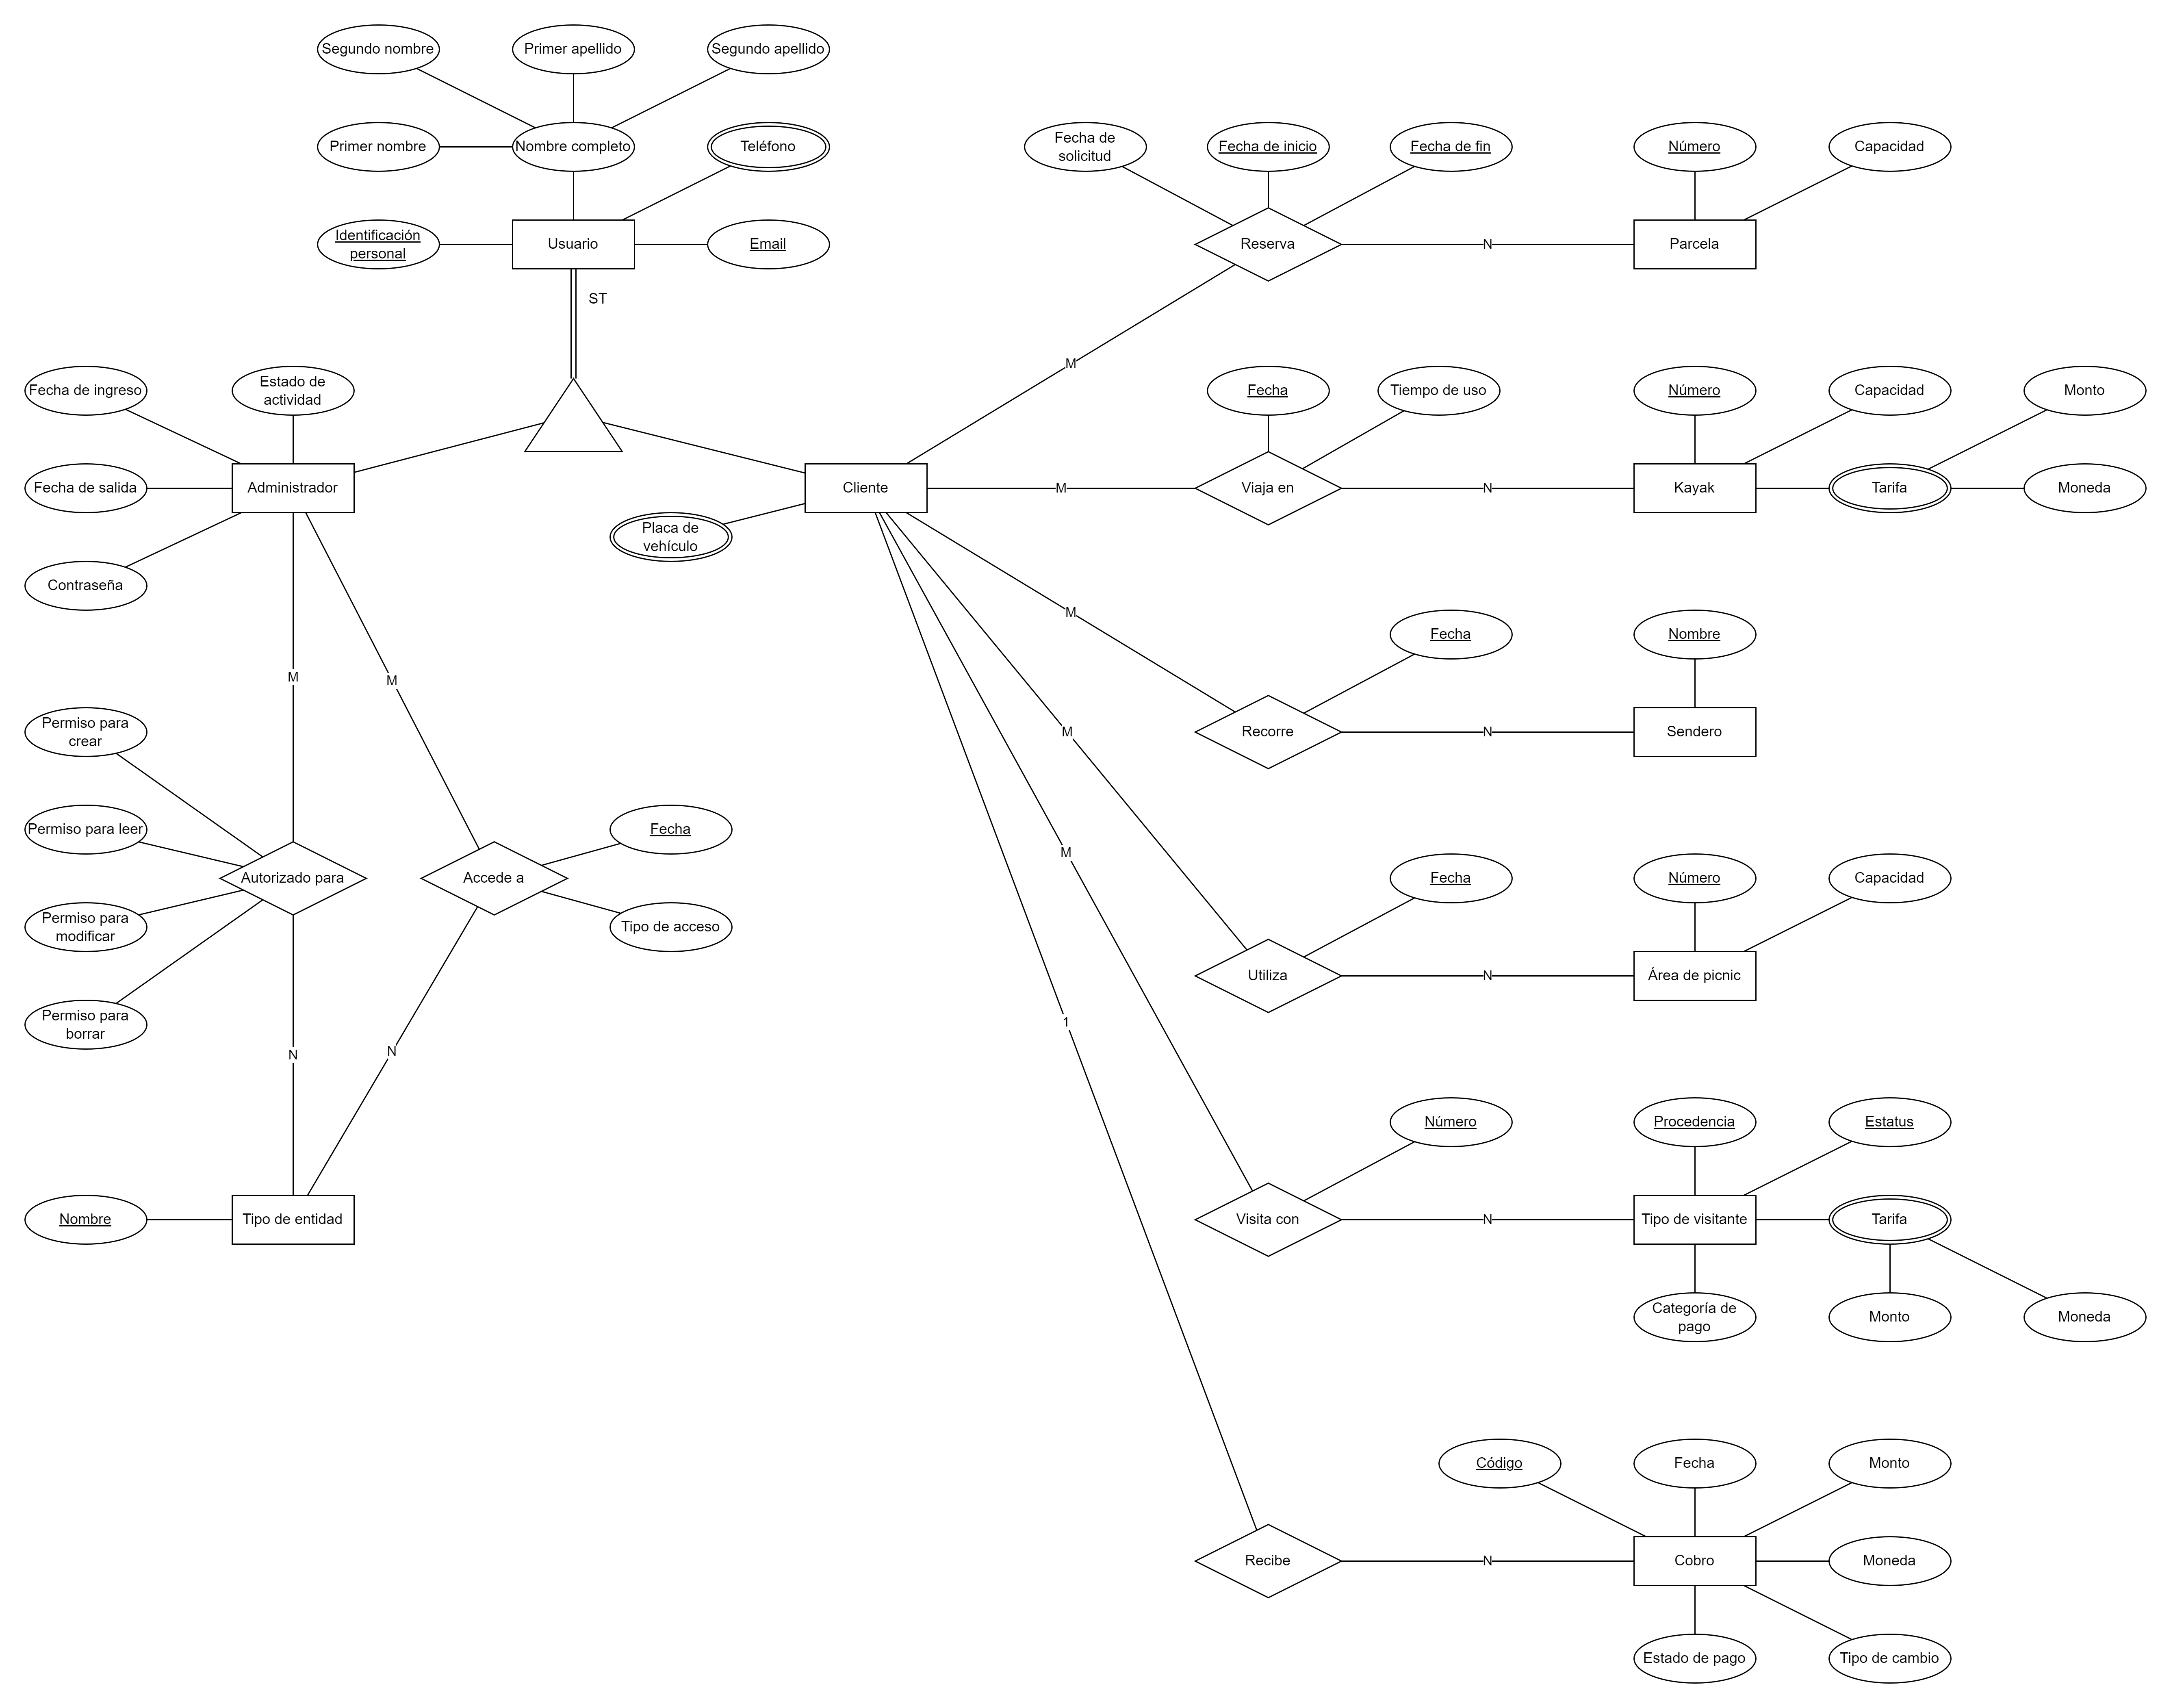 Segundo nombre
Primer apellido
Segundo apellido
Primer nombre
Nombre completo
Teléfono
Fecha de
solicitud
Fecha de inicio
Fecha de fin
Número
Capacidad
Identificación
personal
Usuario
Email
Reserva
N
Parcela
ST
M
Fecha de ingreso
Estado de
actividad
Fecha
Tiempo de uso
Número
Capacidad
Monto
Fecha de salida
Administrador
Cliente
M
Viaja en
N
Kayak
Tarifa
Moneda
Placa de
vehículo
Contraseña
M
Fecha
Nombre
M
M
Permiso para
crear
M
Recorre
N
Sendero
Permiso para leer
Fecha
M
Autorizado para
Accede a
Fecha
Número
Capacidad
Permiso para
modificar
Tipo de acceso
Utiliza
N
Área de picnic
Permiso para
borrar
1
N
N
Número
Procedencia
Estatus
Nombre
Tipo de entidad
Visita con
N
Tipo de visitante
Tarifa
Categoría de
pago
Monto
Moneda
Código
Fecha
Monto
Recibe
N
Cobro
Moneda
Estado de pago
Tipo de cambio